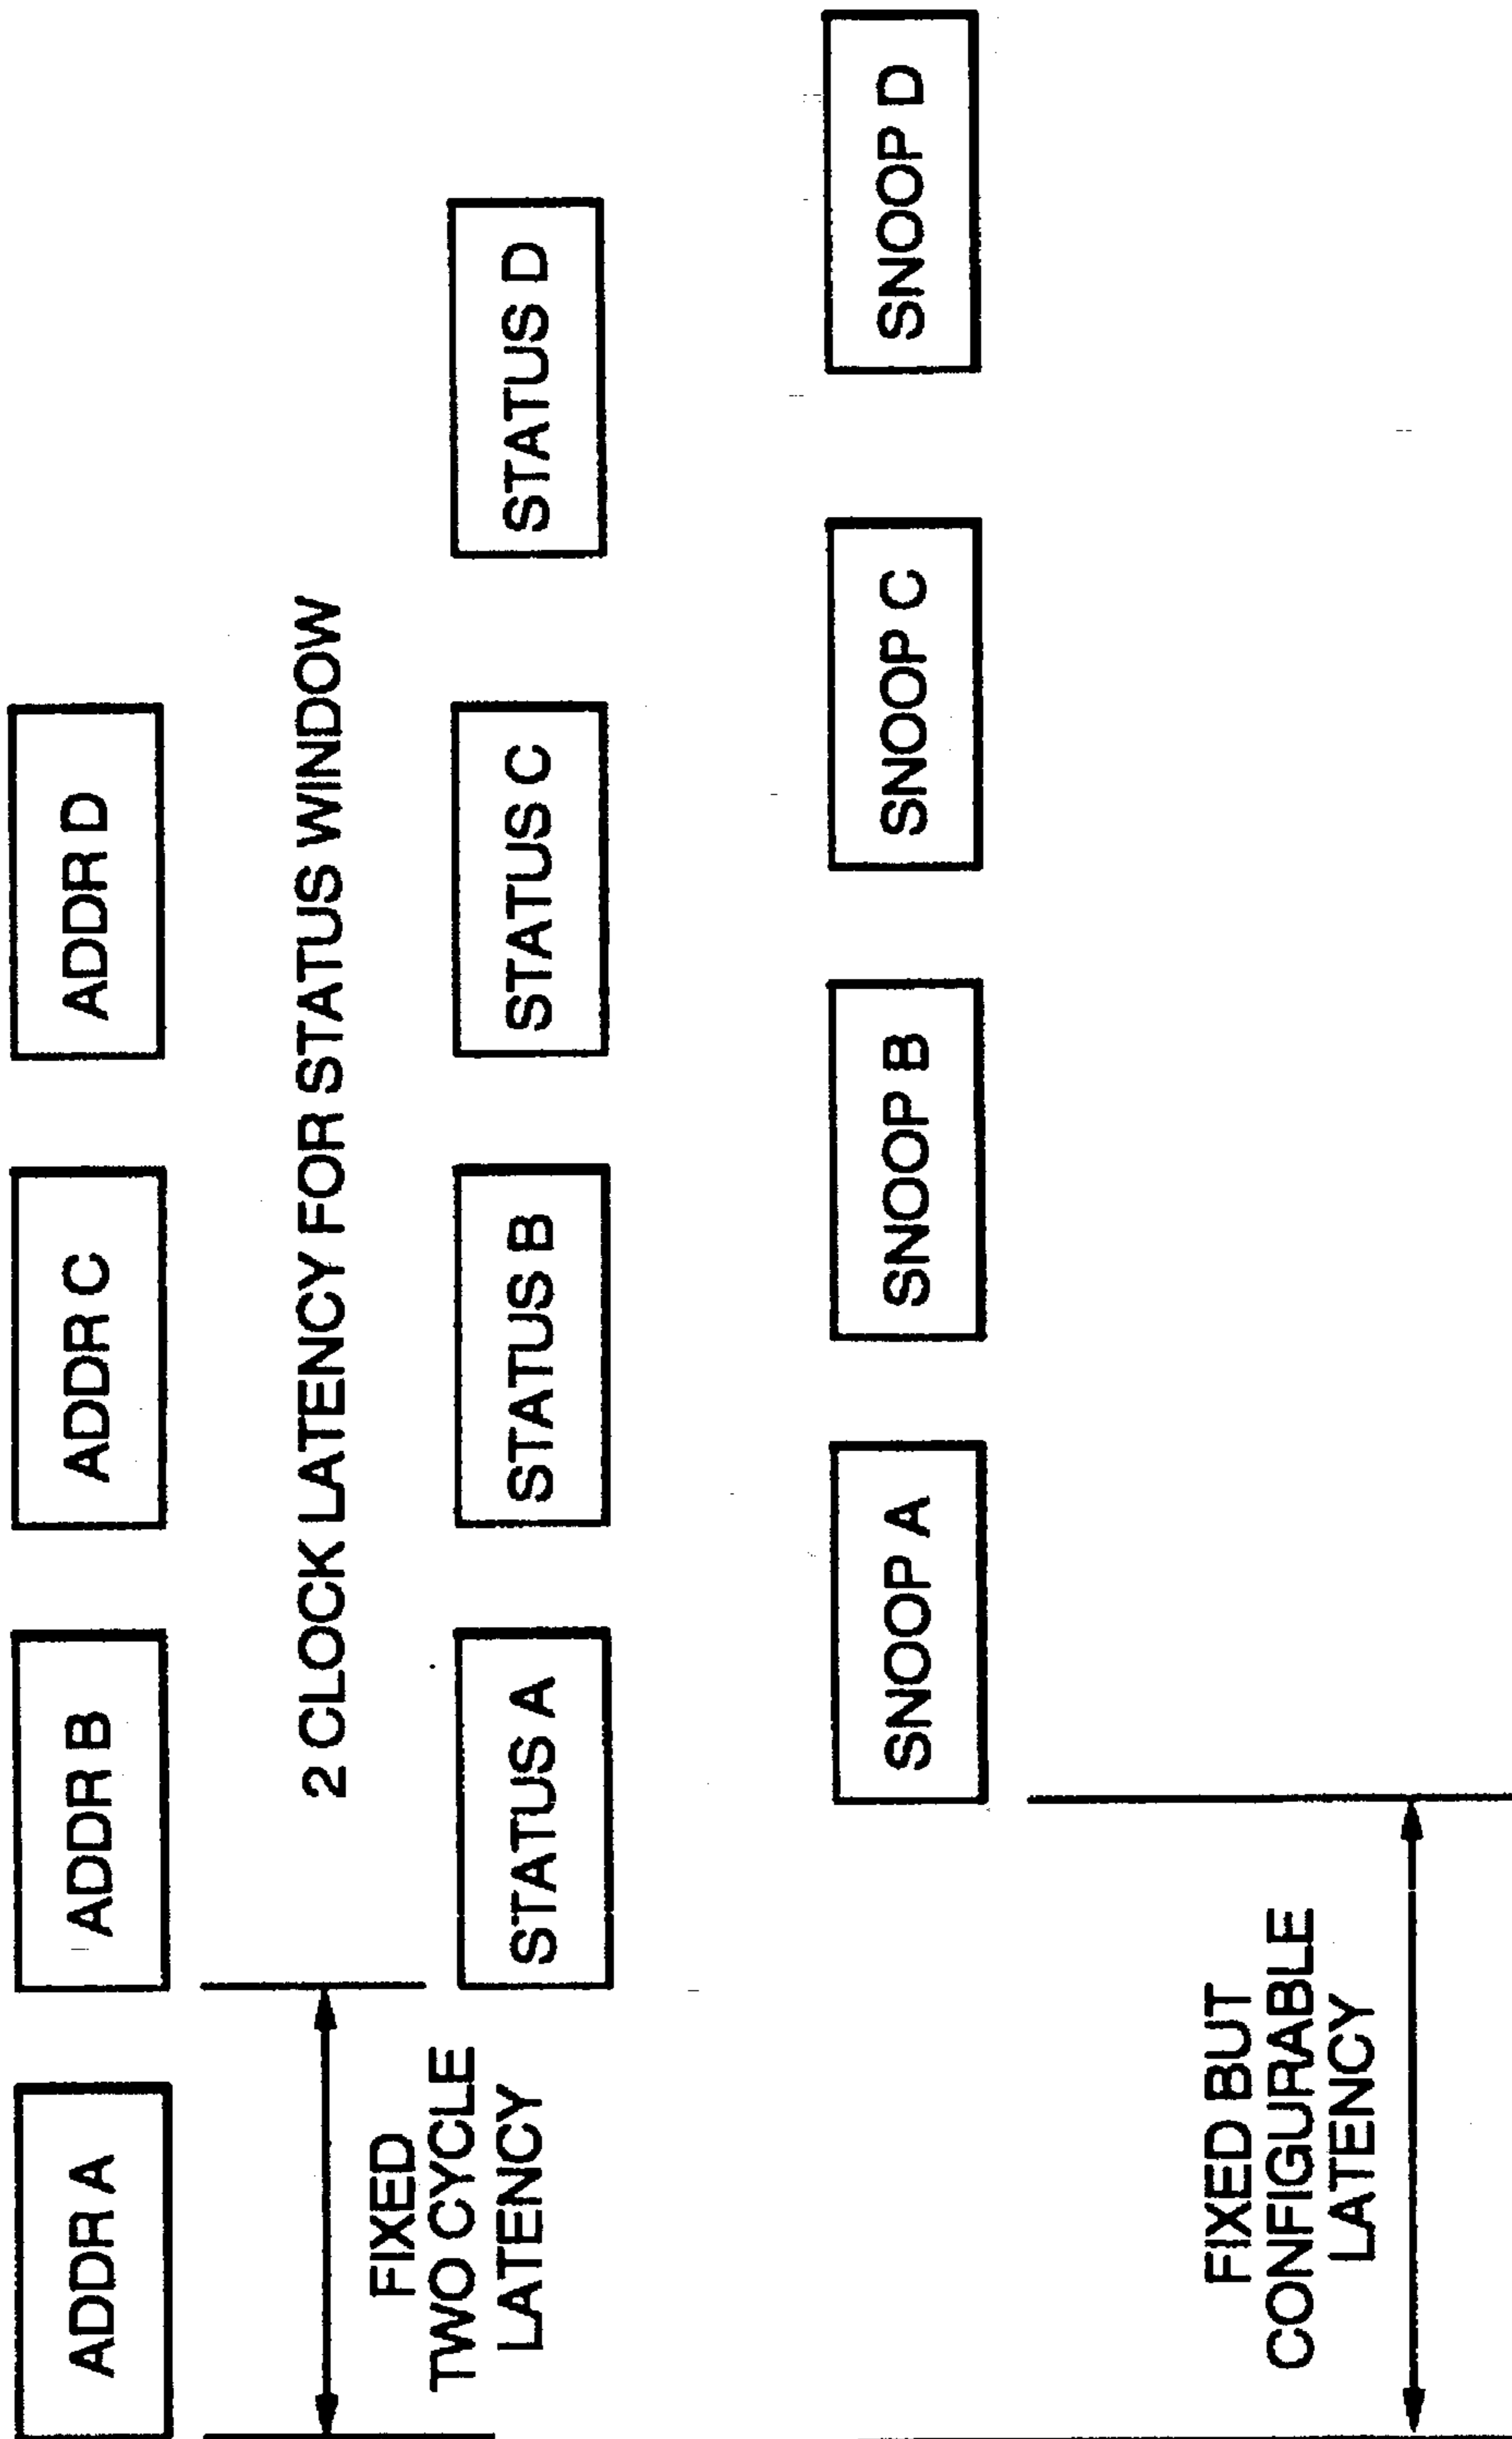 ADDR A
ADDR B
ADDR C
ADDR D
2 CLOCK LATENCY FOR STATUS WINDOW
FIXED
TWO CYCLE
LATENCY
STATUS A
STATUS B
STATUS C
STATUS D
SNOOP A
SNOOP B
SNOOP C
SNOOP D
FIXED BUT
CONFIGURABLE
LATENCY